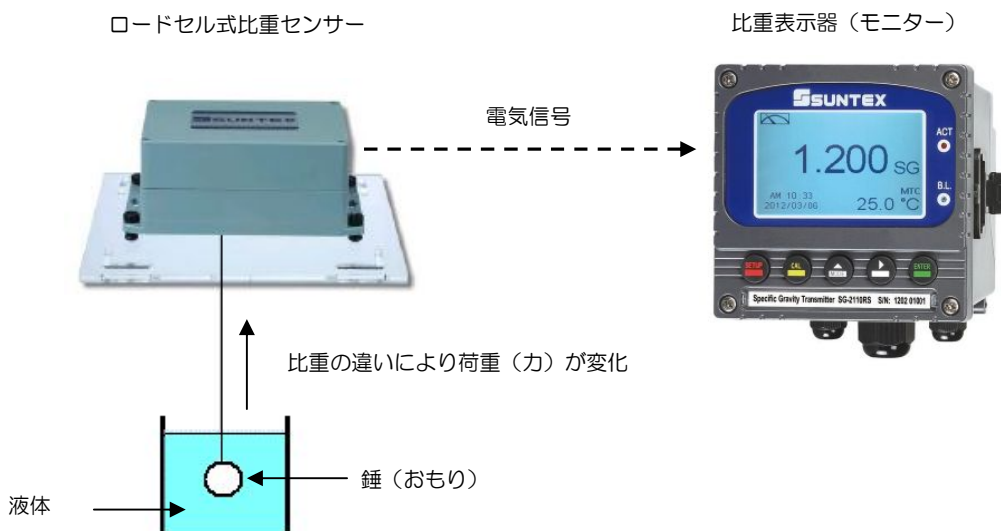 ロードセル式比重センサー
比重表示器（モニター）
SUNTEX
電気信号
SUNTEX
ACT
1.200 SG
B.L.
MTC
AM 10:33
2012/03/06
25.0 °C
SETUP
CAL
MODE
ENTER
Specific Gravity Transmitter SG-2110RS S/N: 1202 01001
比重の違いにより荷重（力）が変化
錘（おもり）
液体